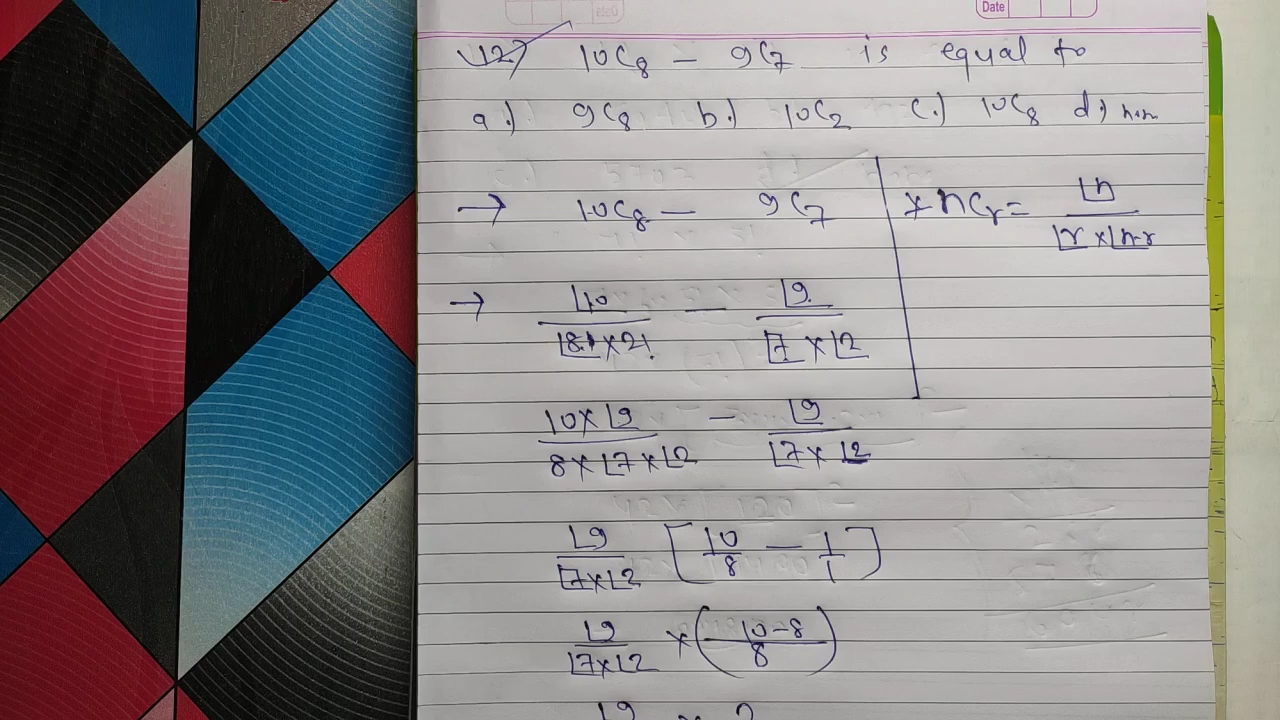 Date
12) 10C8 - 9C7 is equal to
a.) 9C8 b.) 10C2 c.) 10C8 d.)
→ 10C8 - 9C7
* nCr = ⌊n / ⌊r × ⌊n-r
→ ⌊10 / ⌊8! × 2! - ⌊9 / ⌊7 × ⌊2
10 × ⌊9 / 8 × ⌊7 × ⌊2 - ⌊9 / ⌊7 × ⌊2
⌊9 / ⌊7 × ⌊2 [ 10/8 - 1/1 ]
⌊9 / ⌊7 × ⌊2 × ( 10-8 / 8 )
⌊9 × 2